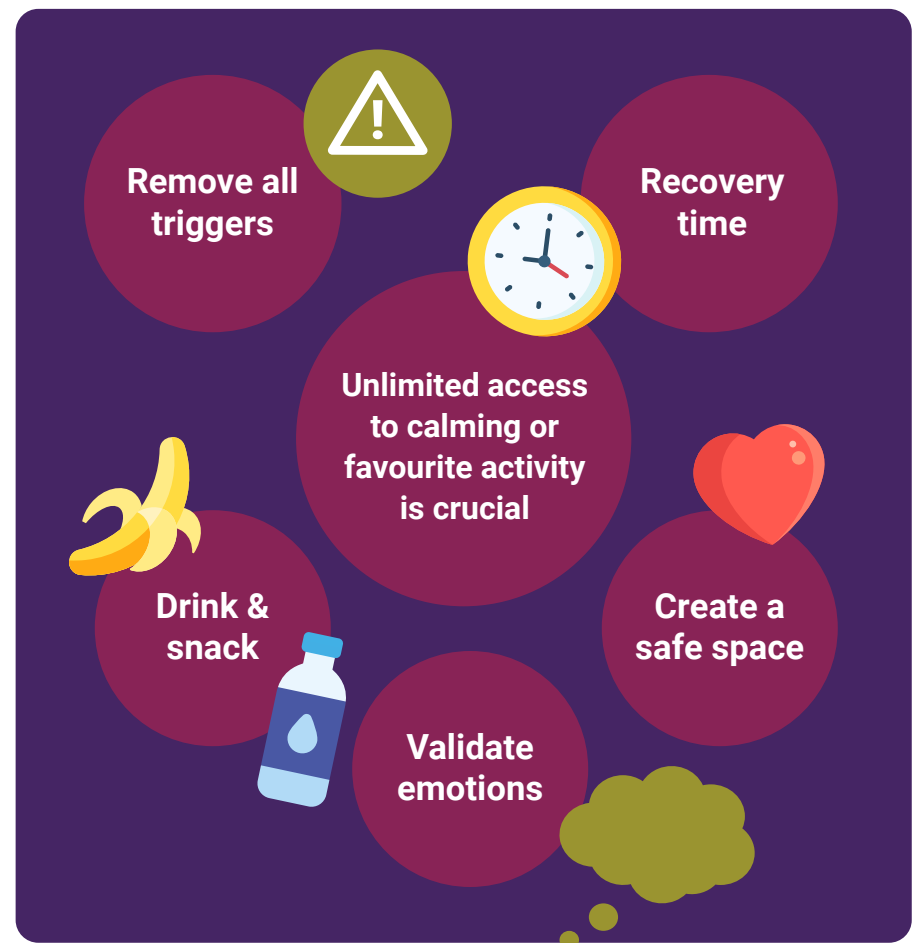 Remove all
triggers
Recovery
time
Unlimited access
to calming or
favourite activity
is crucial
Drink &
snack
Create a
safe space
Validate
emotions